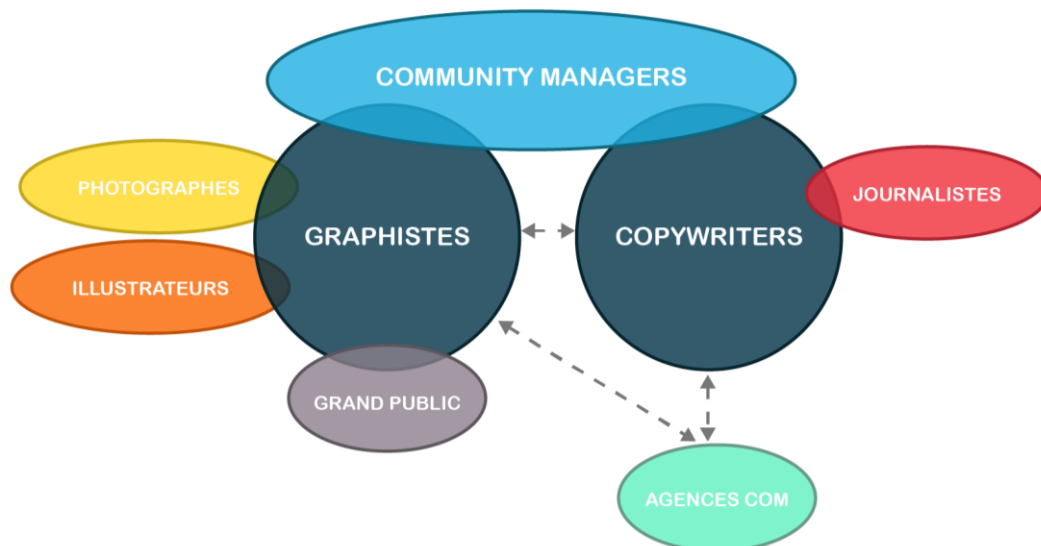 COMMUNITY MANAGERS
PHOTOGRAPHES
JOURNALISTES
GRAPHISTES
COPYWRITERS
ILLUSTRATEURS
GRAND PUBLIC
AGENCES COM